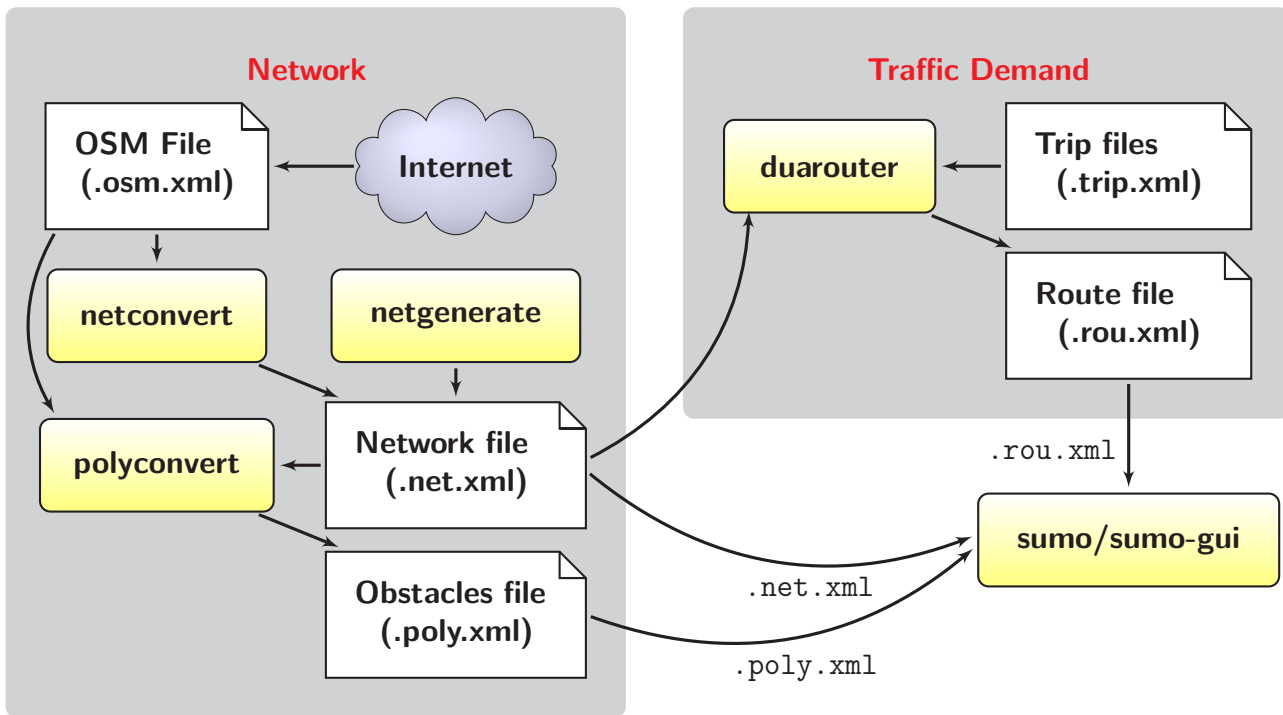 Network
OSM File
(.osm.xml)
Internet
netconvert
netgenerate
polyconvert
Network file
(.net.xml)
Obstacles file
(.poly.xml)
Traffic Demand
duarouter
Trip files
(.trip.xml)
Route file
(.rou.xml)
.rou.xml
sumo/sumo-gui
.net.xml
.poly.xml